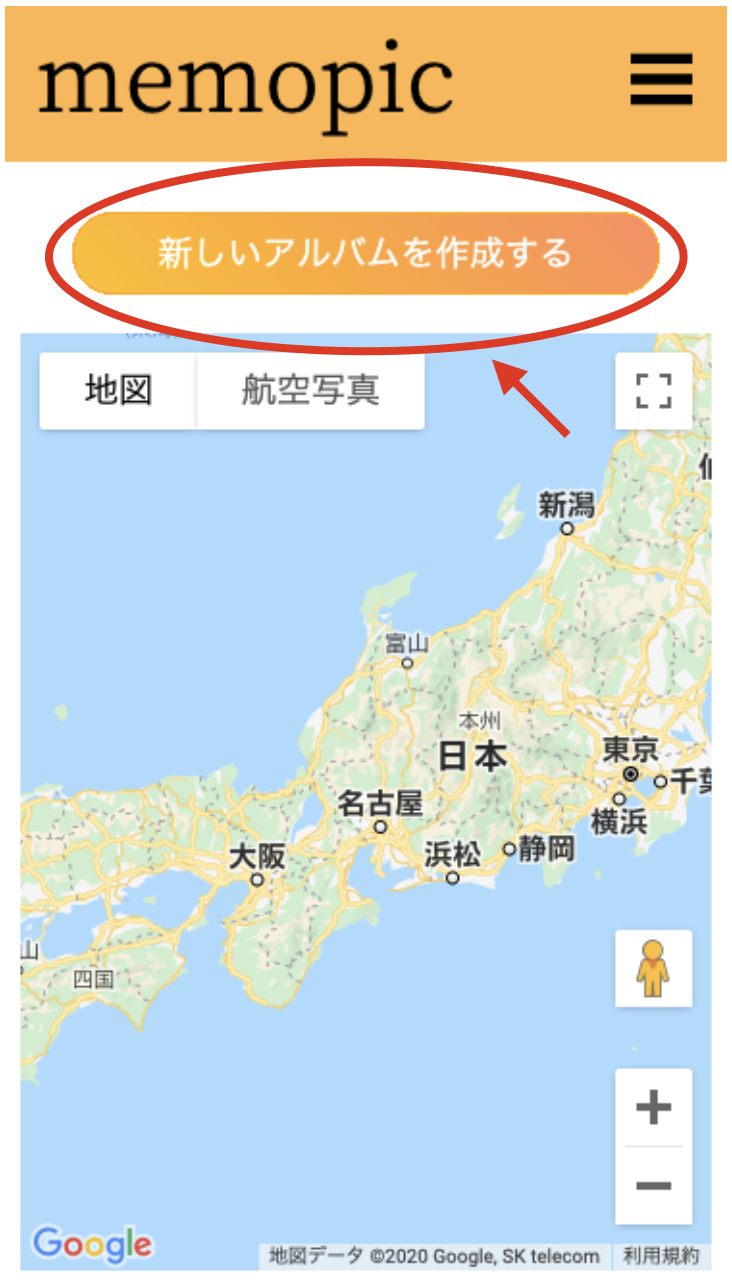 memopic
新しいアルバムを作成する
地図 航空写真
新潟
富山
本州
日本
東京
名古屋
横浜
大阪
浜松
静岡
四国
Google
地図データ ©2020 Google, SK telecom 利用規約